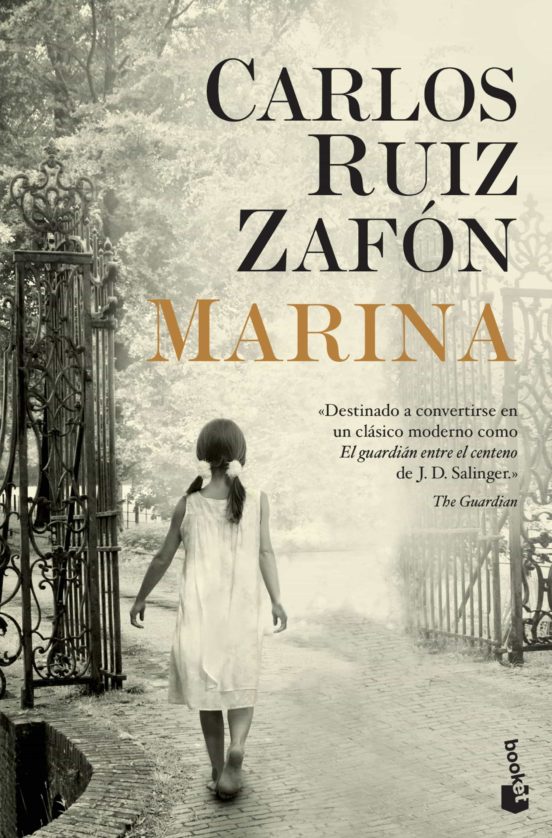 CARLOS
RUIZ
ZAFÓN
MARINA
«Destinado a convertirse en
un clásico moderno como
El guardián entre el centeno
de J. D. Salinger.»
The Guardian
booket